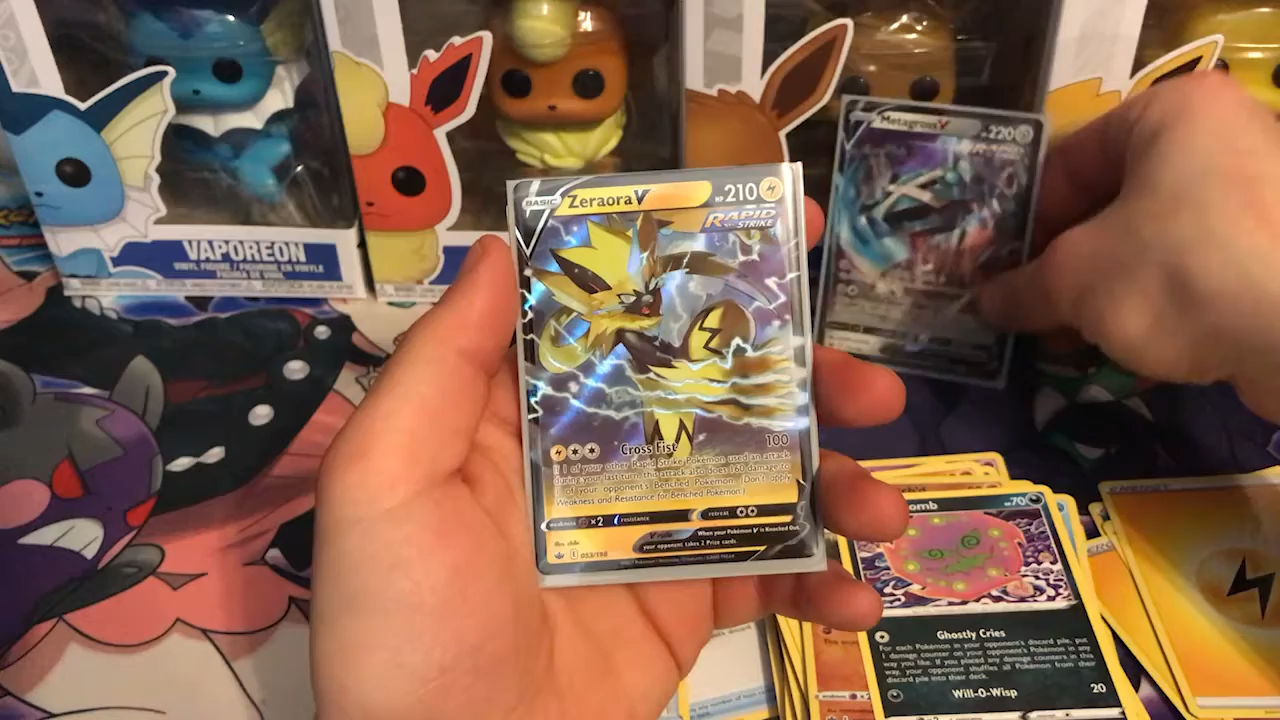 VAPOREON
VINYL FIGURE / FIGURINE EN VINYLE
FIGURA DE VINIL
Metagross V
220
BASIC
Zeraora V
HP 210
RAPID
STRIKE
Cross Fist 100
If 1 of your other Rapid Strike Pokémon used an attack
during your last turn, this attack also does 160 damage to
1 of your opponent's Benched Pokémon. (Don't apply
Weakness and Resistance for Benched Pokémon.)
weakness ×2 resistance retreat
V rule When your Pokémon V is Knocked Out,
your opponent takes 2 Prize cards.
053/198
omb
70
Ghostly Cries
For each Pokémon in your opponent's discard pile, put
1 damage counter on your opponent's Pokémon in any
way you like. If you placed any damage counters in this
way, your opponent shuffles all Pokémon from their
discard pile into their deck.
Will-O-Wisp 20